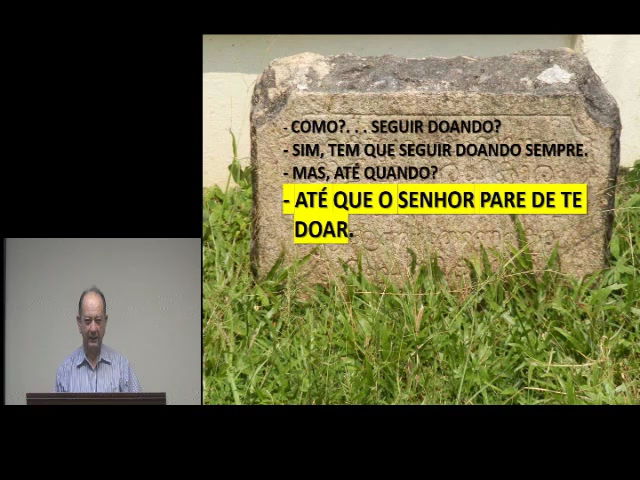 - COMO?. . . SEGUIR DOANDO?
- SIM, TEM QUE SEGUIR DOANDO SEMPRE.
- MAS, ATÉ QUANDO?
- ATÉ QUE O SENHOR PARE DE TE
DOAR.